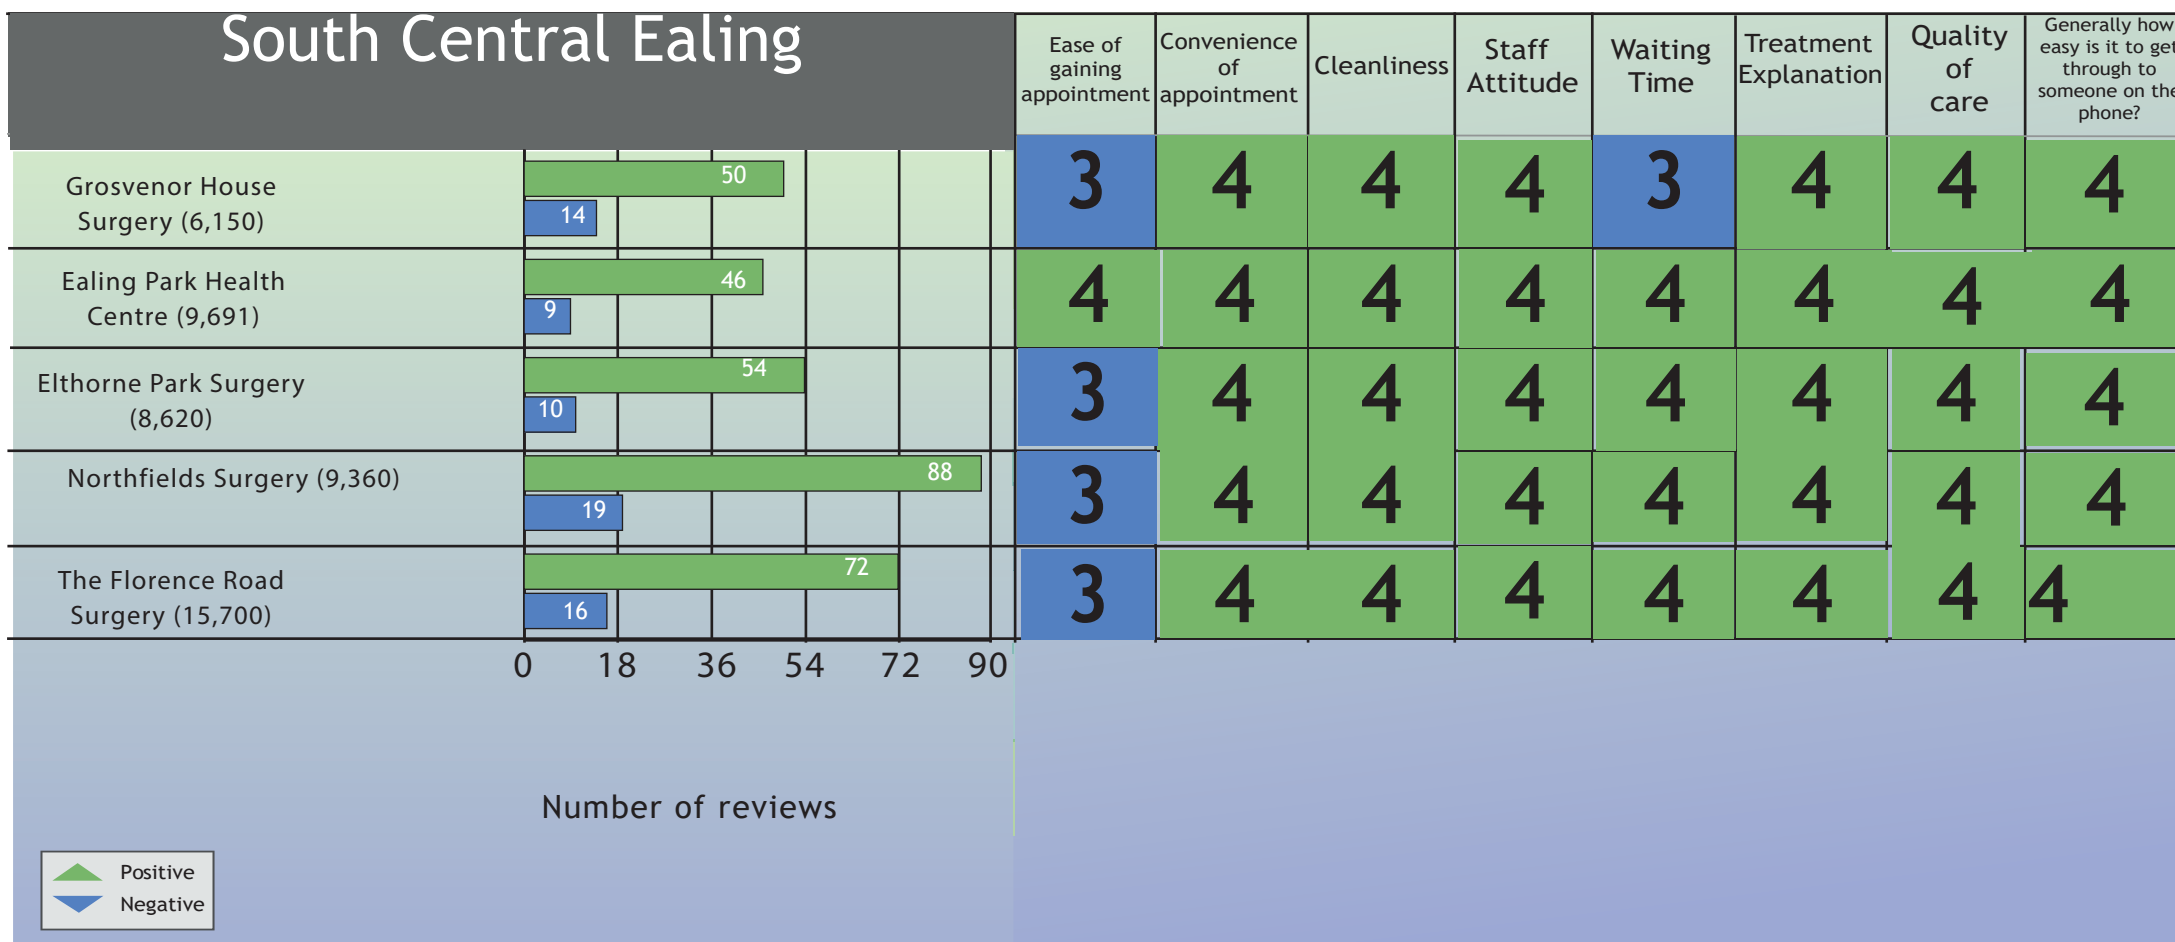 South Central Ealing
Ease of
gaining
appointment
Convenience
of
appointment
Cleanliness
Staff
Attitude
Waiting
Time
Treatment
Explanation
Quality
of
care
Generally how
easy is it to get
through to
someone on the
phone?
Grosvenor House
Surgery (6,150)
50
14
3 4 4 4 3 4 4 4
Ealing Park Health
Centre (9,691)
46
9
4 4 4 4 4 4 4 4
Elthorne Park Surgery
(8,620)
54
10
3 4 4 4 4 4 4 4
Northfields Surgery (9,360)
88
19
3 4 4 4 4 4 4 4
The Florence Road
Surgery (15,700)
72
16
3 4 4 4 4 4 4 4
0 18 36 54 72 90
Number of reviews
Positive
Negative